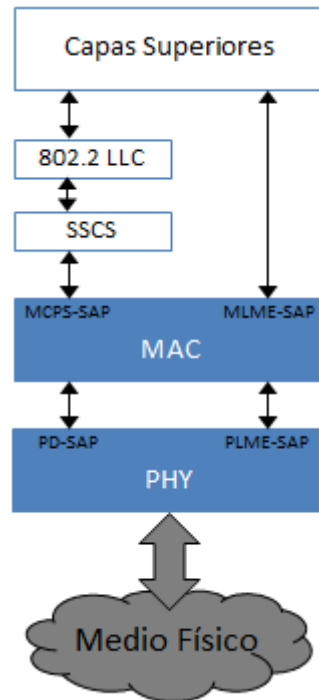 Capas Superiores
802.2 LLC
SSCS
MCPS-SAP MLME-SAP
MAC
PD-SAP PLME-SAP
PHY
Medio Físico